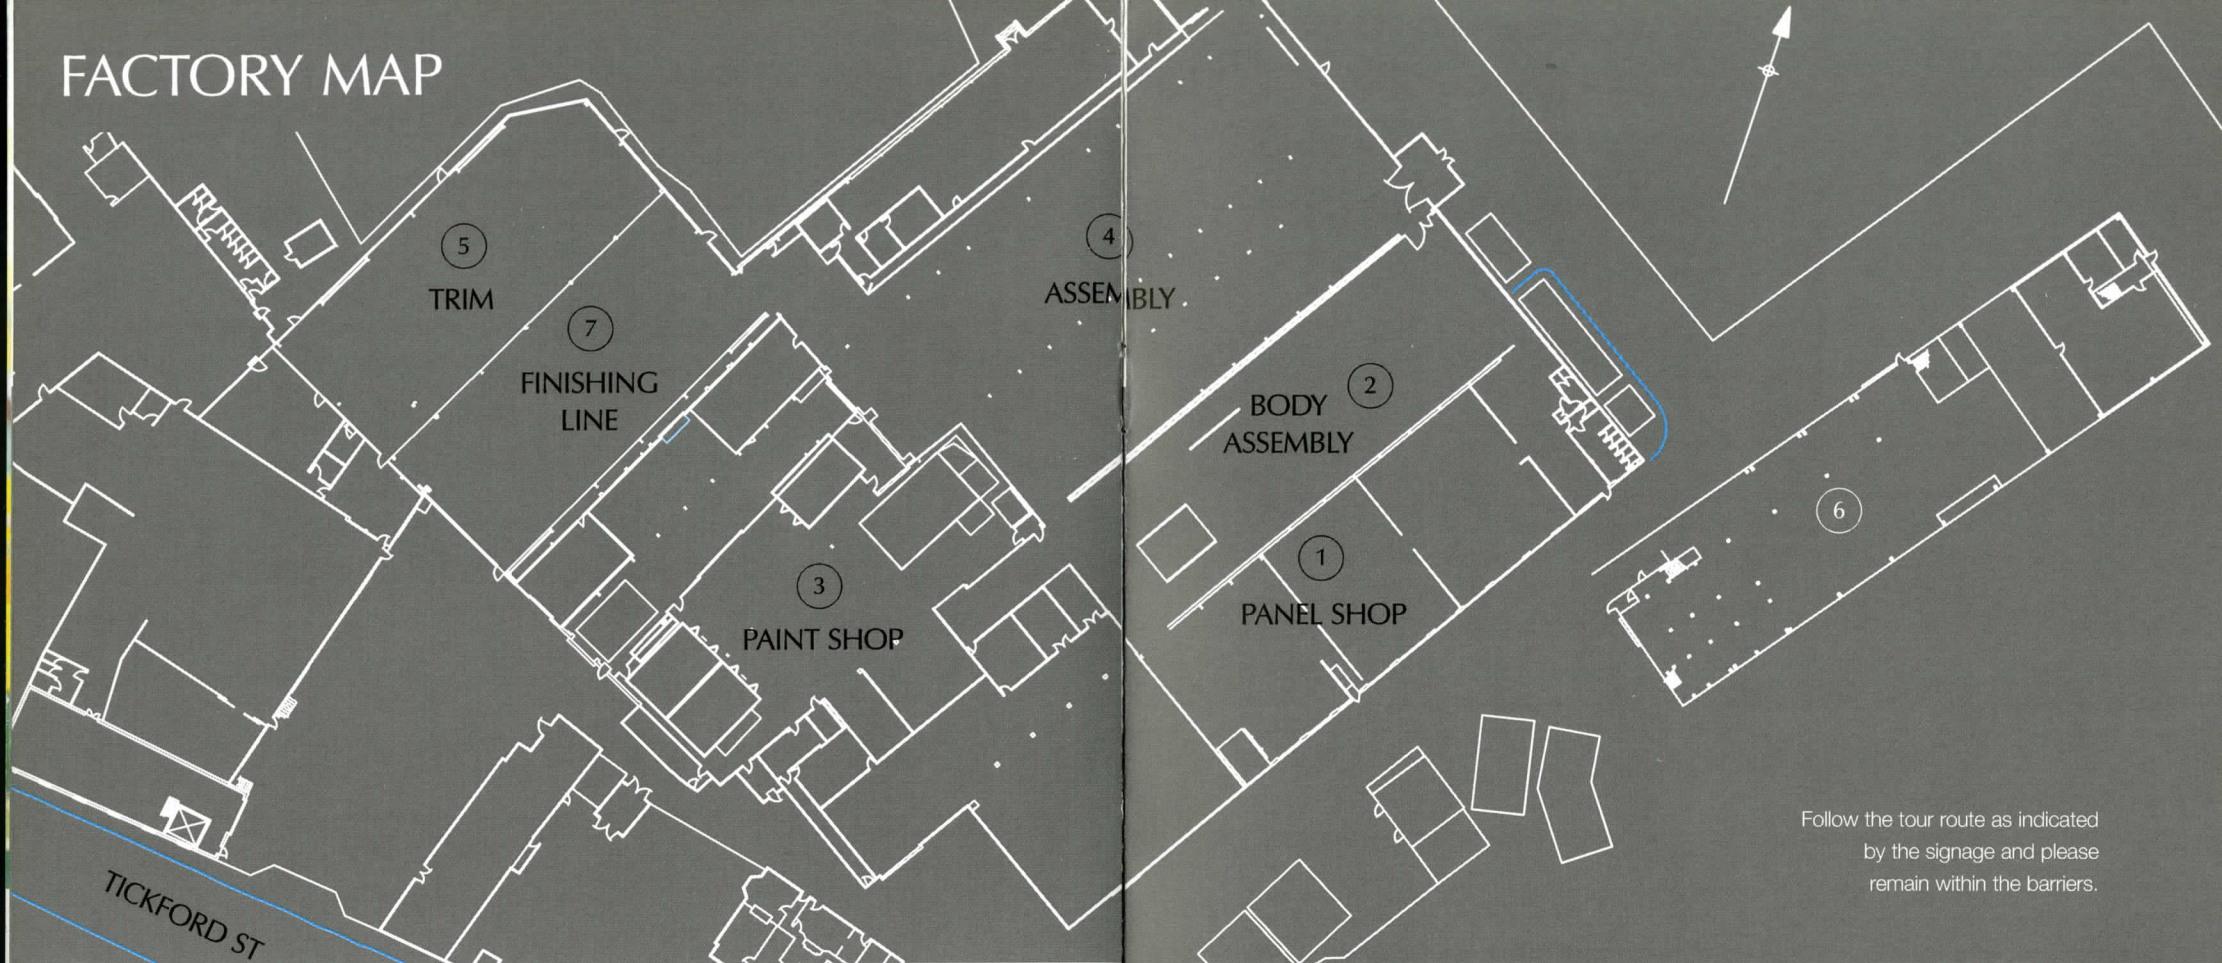 FACTORY MAP
5
TRIM
7
FINISHING
LINE
4
ASSEMBLY
2
BODY
ASSEMBLY
6
1
PANEL SHOP
3
PAINT SHOP
TICKFORD ST
Follow the tour route as indicated
by the signage and please
remain within the barriers.